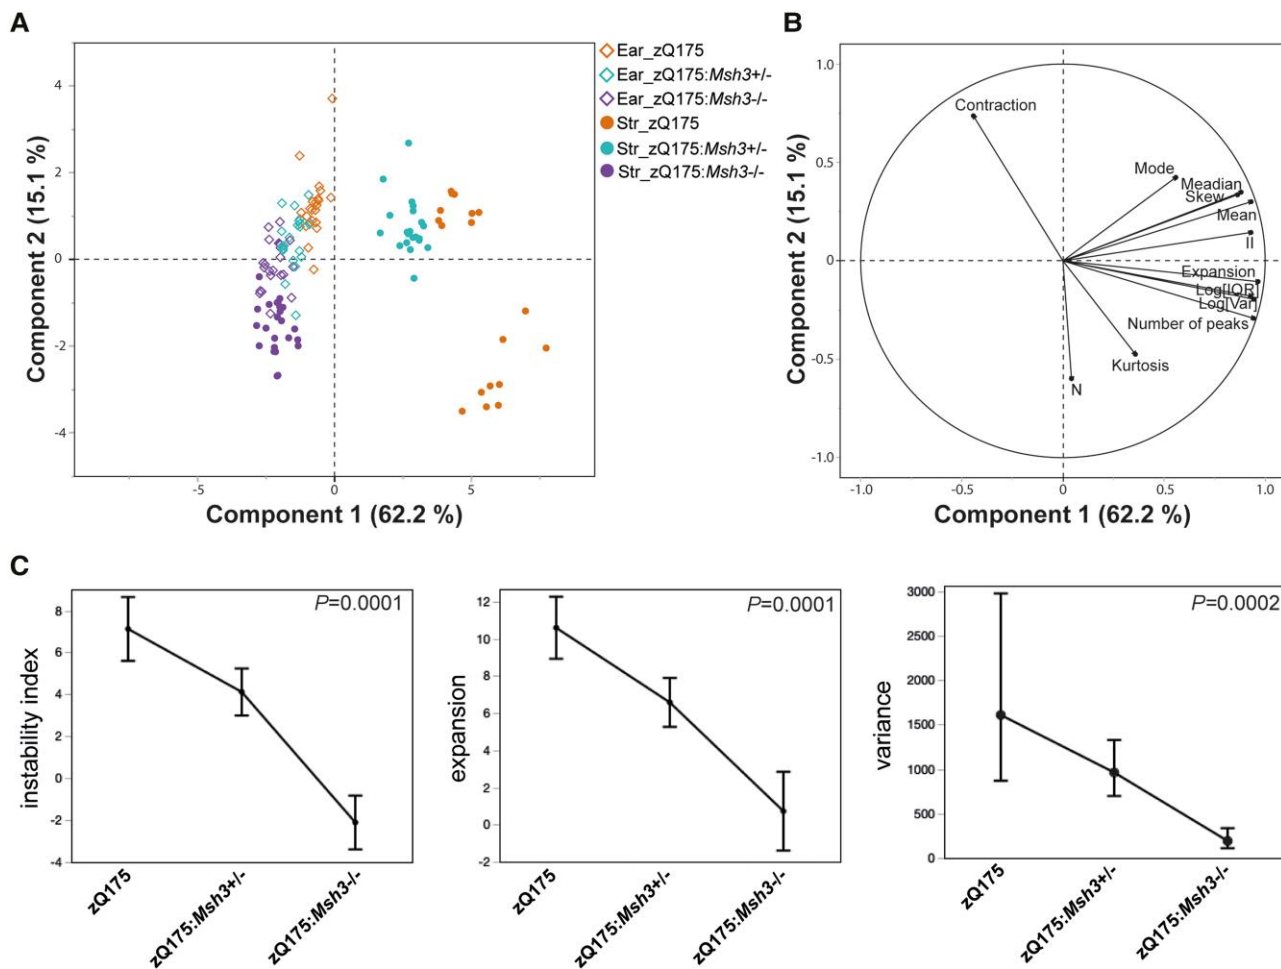 A
Component 2 (15.1 %)
4
2
0
-2
-4
-5
0
5
Component 1 (62.2 %)
Ear_zQ175
Ear_zQ175:Msh3+/-
Ear_zQ175:Msh3-/-
Str_zQ175
Str_zQ175:Msh3+/-
Str_zQ175:Msh3-/-
B
Component 2 (15.1 %)
1.0
0.5
0
-0.5
-1.0
Contraction
Mode
Meadian
Skew
Mean
II
Expansion
Log[IQR]
Log[Var]
Number of peaks
Kurtosis
N
-1.0
-0.5
0
0.5
1.0
Component 1 (62.2 %)
C
instability index
8
6
4
2
0
-2
-4
P=0.0001
zQ175
zQ175:Msh3+/-
zQ175:Msh3-/-
expansion
12
10
8
6
4
2
0
-2
P=0.0001
zQ175
zQ175:Msh3+/-
zQ175:Msh3-/-
variance
3000
2500
2000
1500
1000
500
0
P=0.0002
zQ175
zQ175:Msh3+/-
zQ175:Msh3-/-